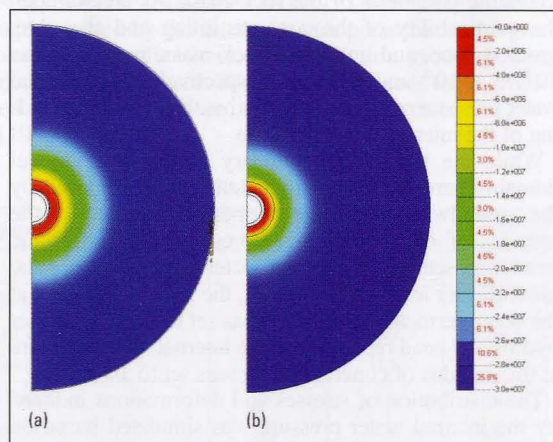 +0.0e+000
4.5%
-2.0e+006
6.1%
-4.0e+006
6.1%
-6.0e+006
6.1%
-8.0e+006
4.5%
-1.0e+007
3.0%
-1.2e+007
4.5%
-1.4e+007
3.0%
-1.6e+007
4.5%
-1.8e+007
4.5%
-2.0e+007
4.5%
-2.2e+007
6.1%
-2.4e+007
6.1%
-2.6e+007
10.6%
-2.8e+007
25.8%
-3.0e+007
(a)
(b)